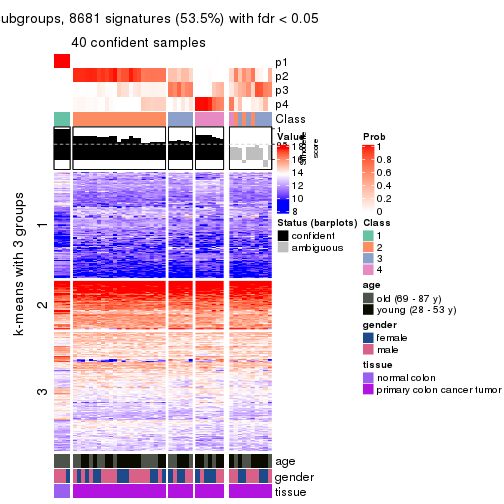 ubgroups, 8681 signatures (53.5%) with fdr < 0.05
40 confident samples
p1
p2
p3
p4
Class
1
score
k-means with 3 groups
1
2
3
age
gender
tissue
Value
18
16
14
12
10
8
Status (barplots)
confident
ambiguous
Prob
1
0.8
0.6
0.4
0.2
0
Class
1
2
3
4
age
old (69 - 87 y)
young (28 - 53 y)
gender
female
male
tissue
normal colon
primary colon cancer tumor